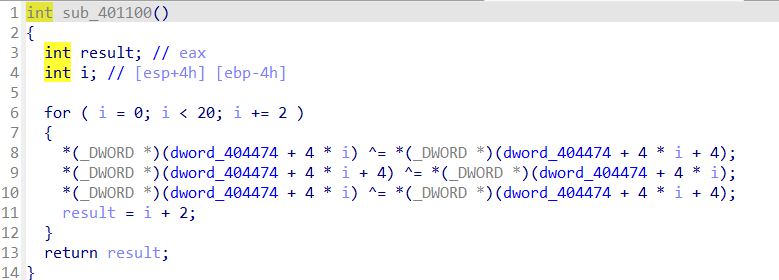 1 int sub_401100()
2 {
3   int result; // eax
4   int i; // [esp+4h] [ebp-4h]
5
6   for ( i = 0; i < 20; i += 2 )
7   {
8     *(_DWORD *)(dword_404474 + 4 * i) ^= *(_DWORD *)(dword_404474 + 4 * i + 4);
9     *(_DWORD *)(dword_404474 + 4 * i + 4) ^= *(_DWORD *)(dword_404474 + 4 * i);
10     *(_DWORD *)(dword_404474 + 4 * i) ^= *(_DWORD *)(dword_404474 + 4 * i + 4);
11     result = i + 2;
12   }
13   return result;
14 }